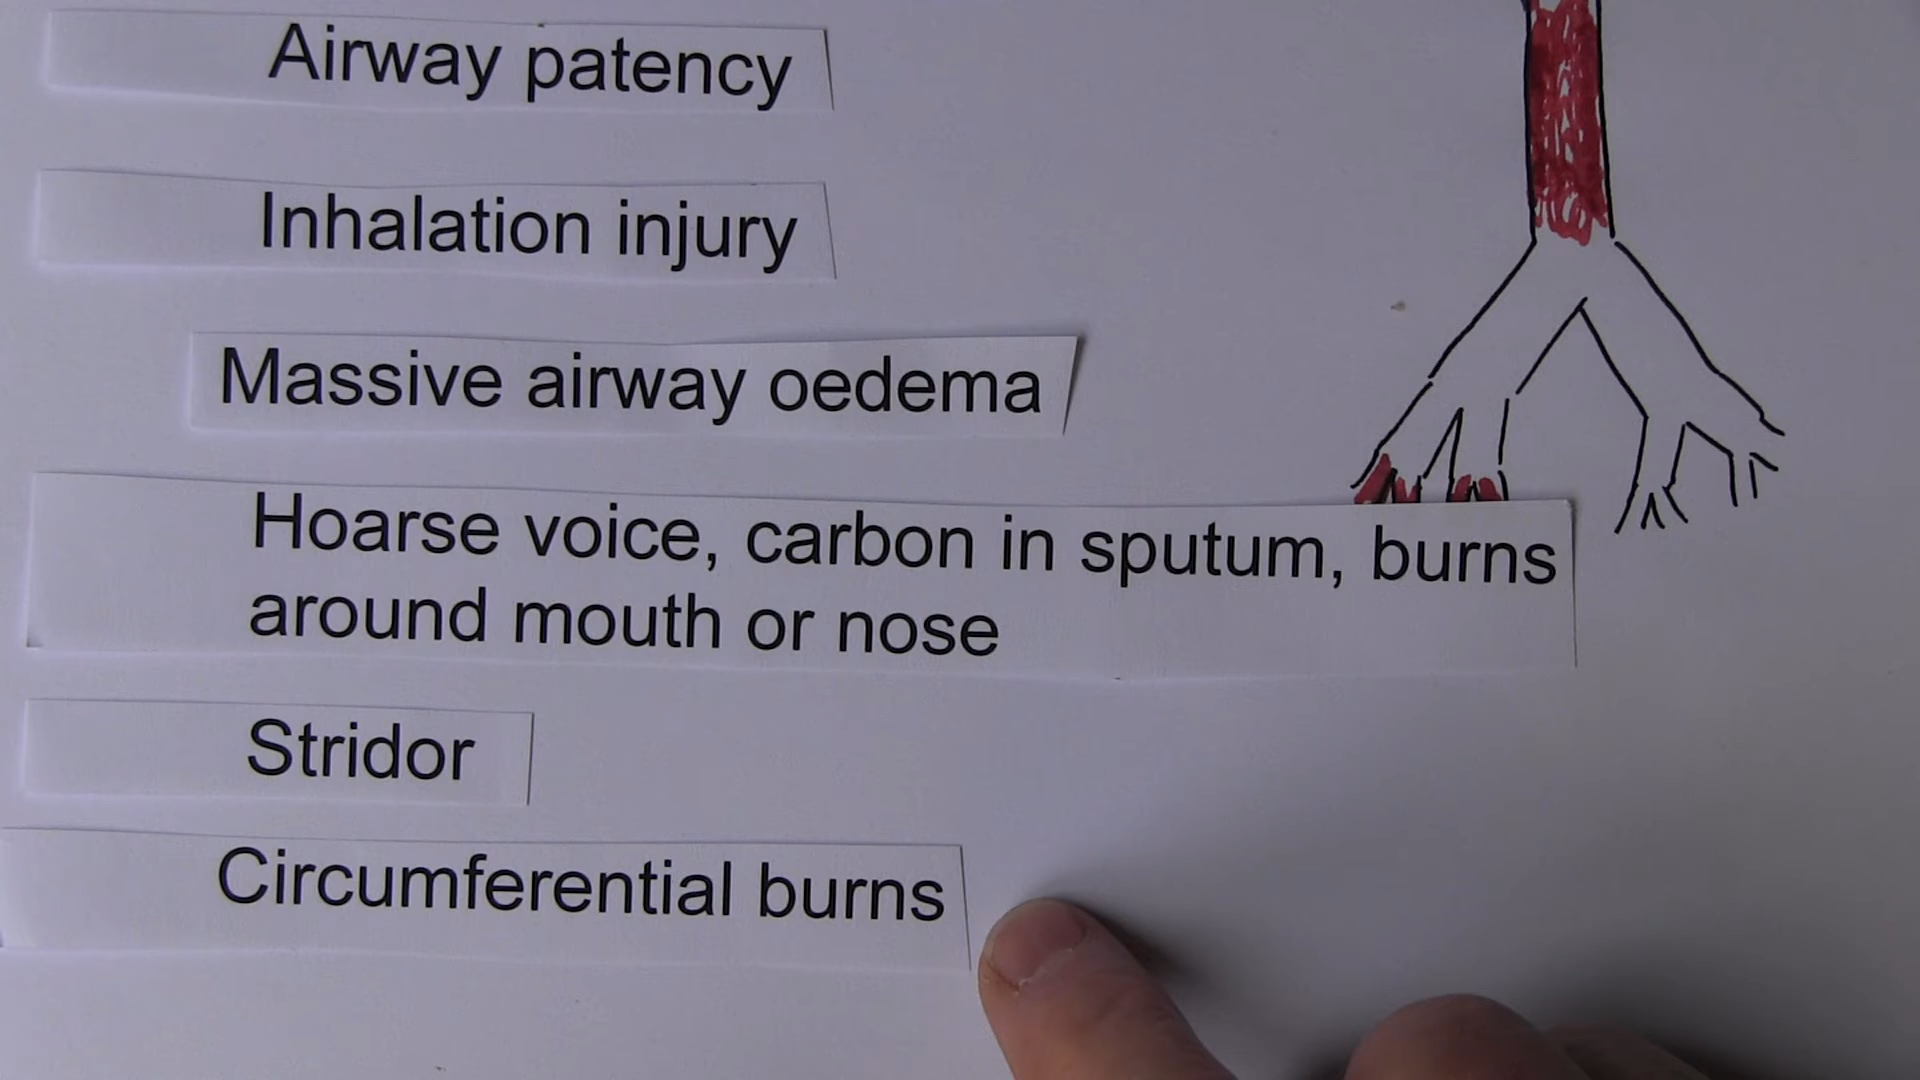 Airway patency
Inhalation injury
Massive airway oedema
Hoarse voice, carbon in sputum, burns
around mouth or nose
Stridor
Circumferential burns